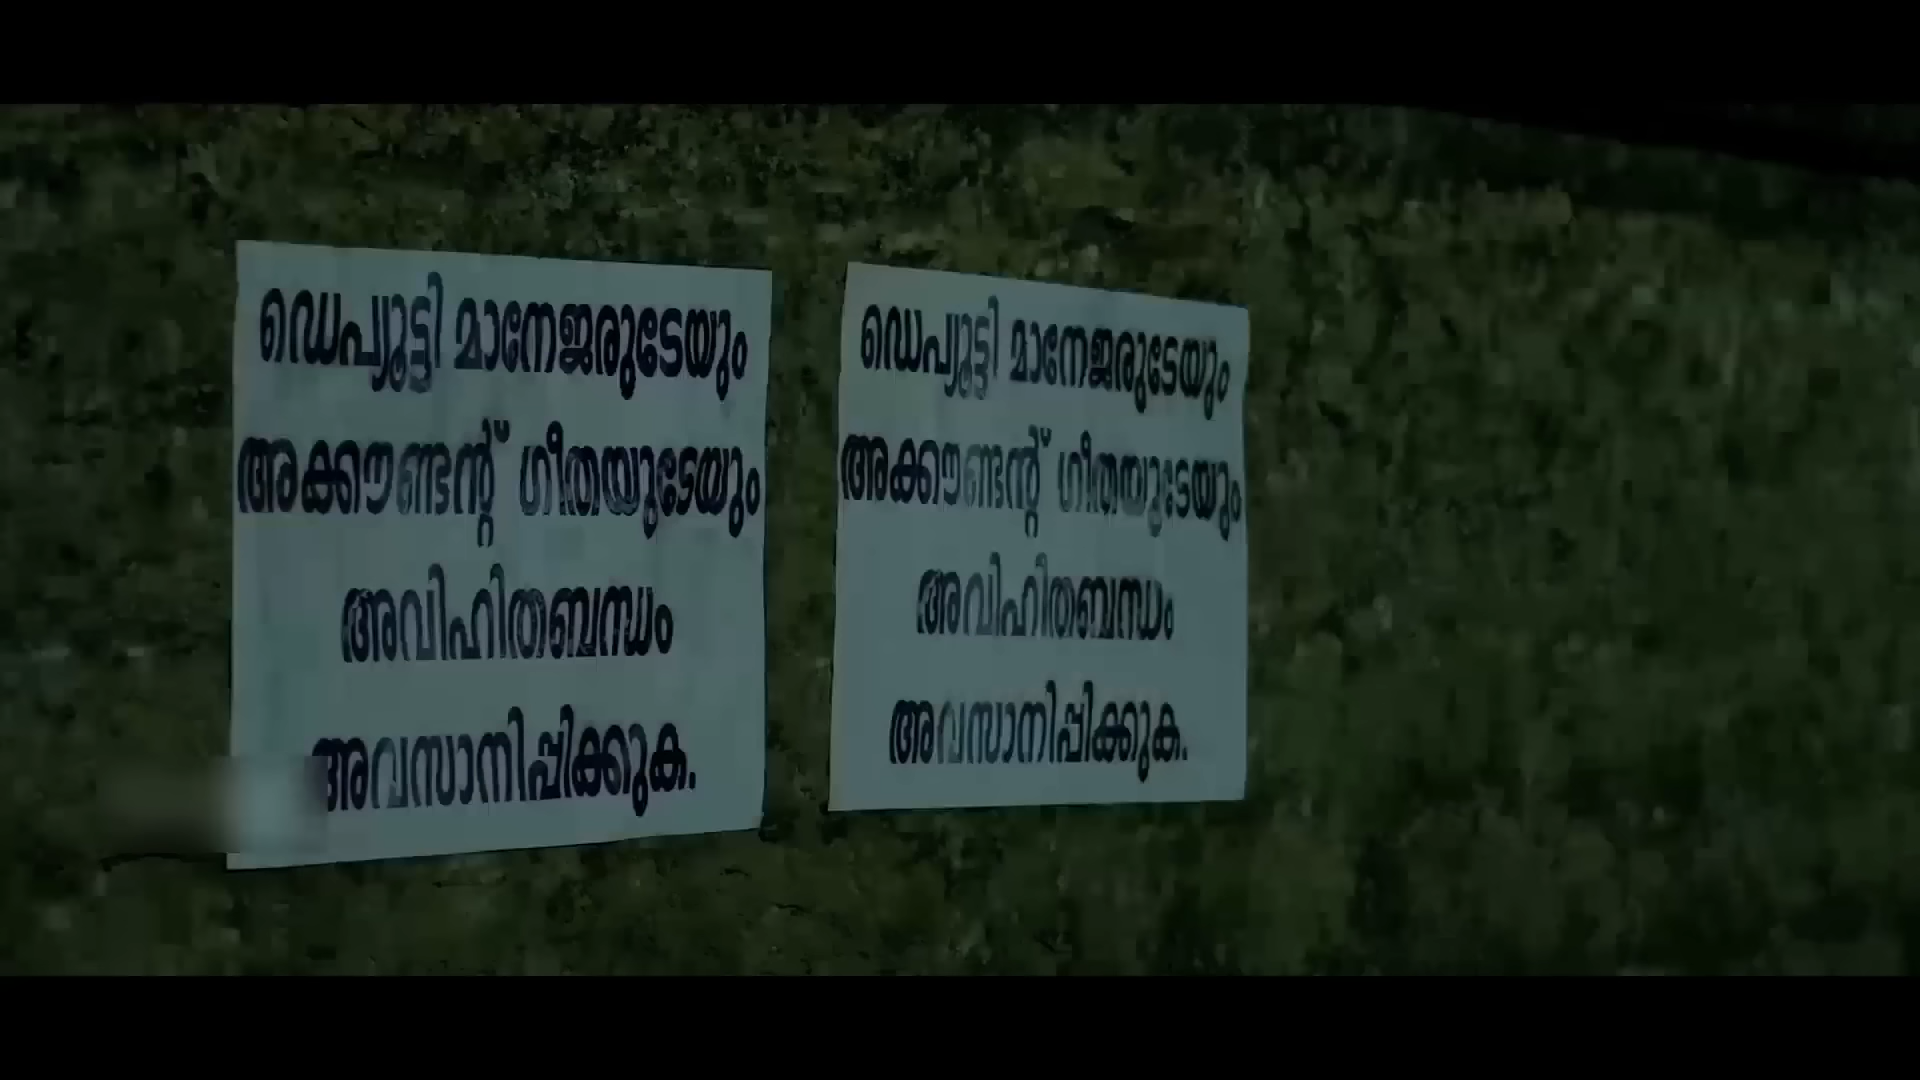 ഡെപ്യൂട്ടി മാനേജരുടേയും
അക്കൗണ്ടന്റ് ഗീതയുടേയും
അവിഹിതബന്ധം
അവസാനിപ്പിക്കുക.
ഡെപ്യൂട്ടി മാനേജരുടേയും
അക്കൗണ്ടന്റ് ഗീതയുടേയും
അവിഹിതബന്ധം
അവസാനിപ്പിക്കുക.